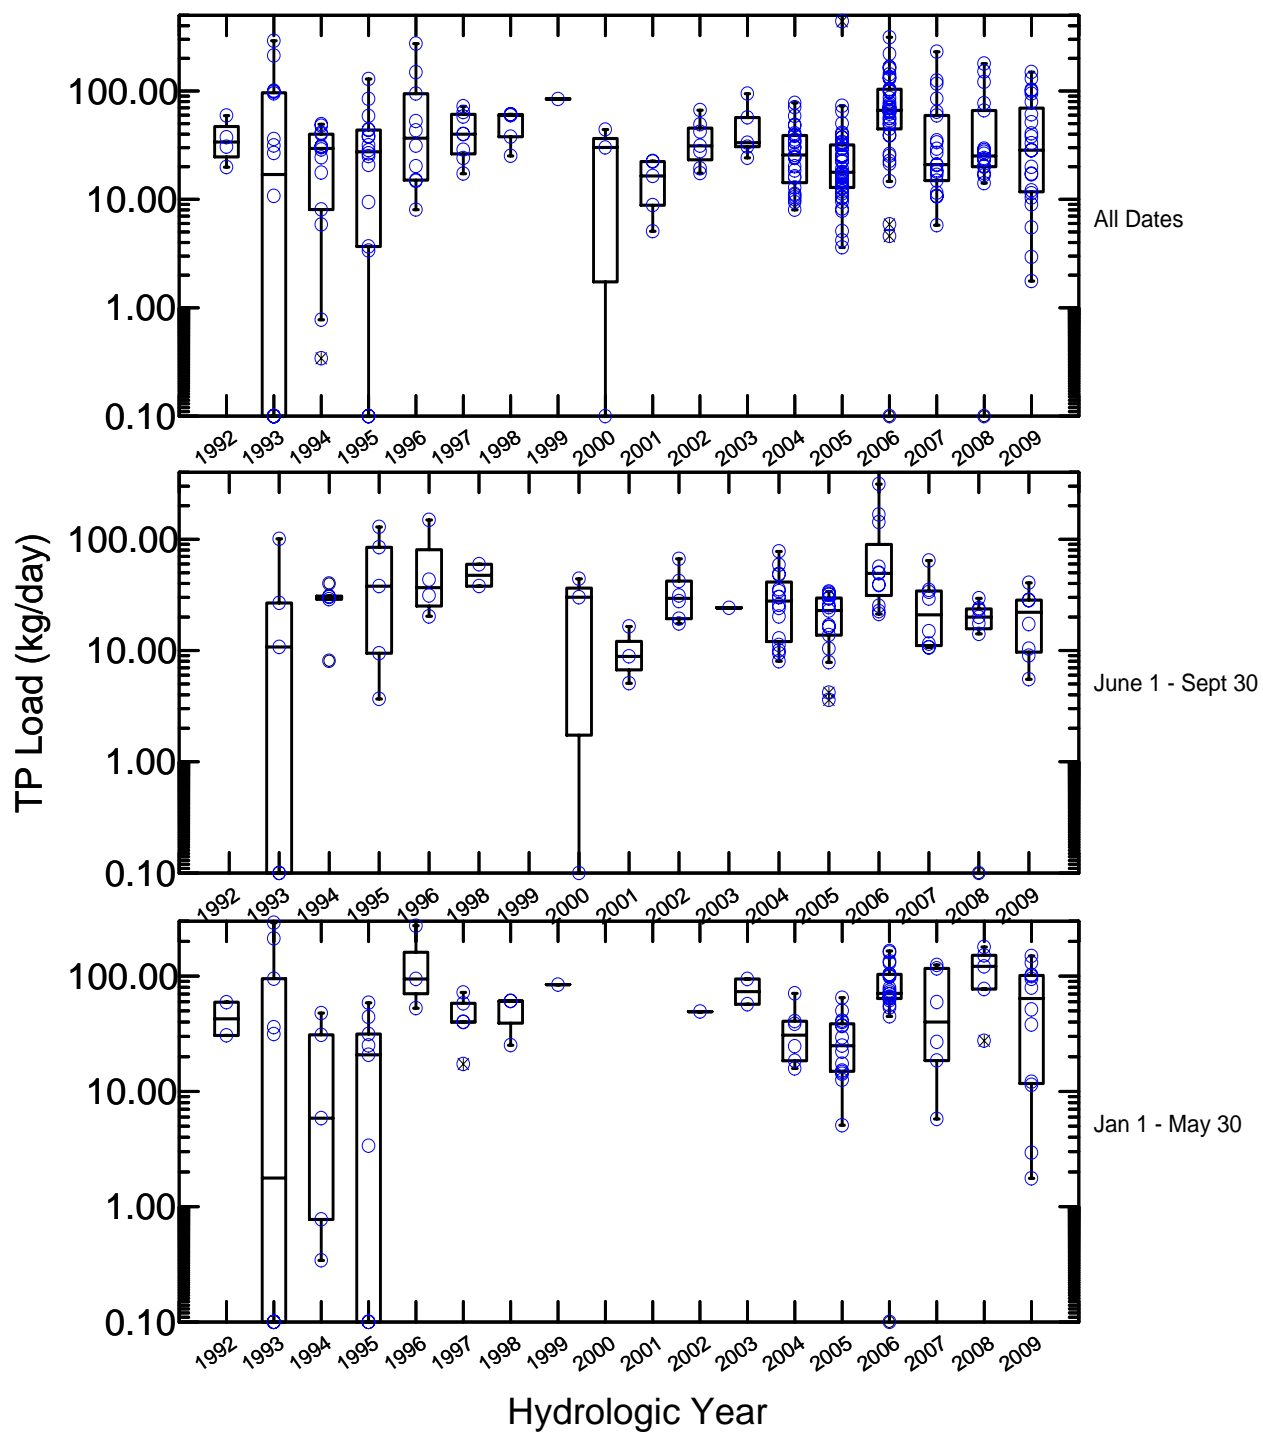 100.00
10.00
1.00
0.10
All Dates
1992 1993 1994 1995 1996 1997 1998 1999 2000 2001 2002 2003 2004 2005 2006 2007 2008 2009
TP Load (kg/day)
100.00
10.00
1.00
0.10
June 1 - Sept 30
1992 1993 1994 1995 1996 1998 1999 2000 2001 2002 2003 2004 2005 2006 2007 2008 2009
100.00
10.00
1.00
0.10
Jan 1 - May 30
1992 1993 1994 1995 1996 1997 1998 1999 2000 2001 2002 2003 2004 2005 2006 2007 2008 2009
Hydrologic Year